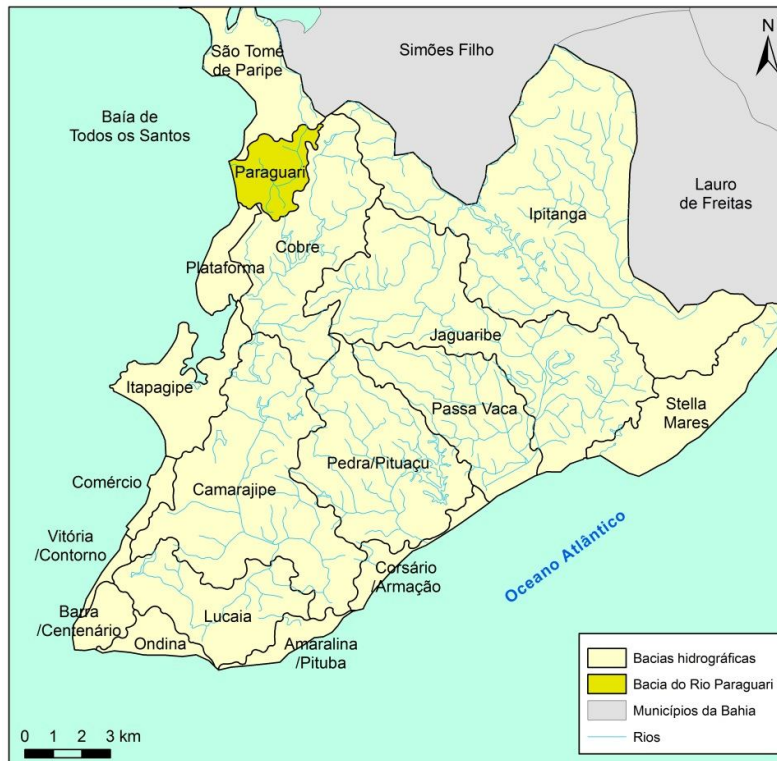 São Tomé
de Paripe
Simões Filho
N
Baía de
Todos os Santos
Paraguari
Lauro
de Freitas
Ipitanga
Cobre
Plataforma
Jaguaribe
Itapagipe
Passa Vaca
Stella
Mares
Pedra/Pituaçu
Comércio
Camarajipe
Vitória
/Contorno
Oceano Atlântico
Corsário
/Armação
Barra
/Centenário
Lucaia
Ondina
Amaralina
/Pituba
Bacias hidrográficas
Bacia do Rio Paraguari
Municípios da Bahia
Rios
0 1 2 3 km